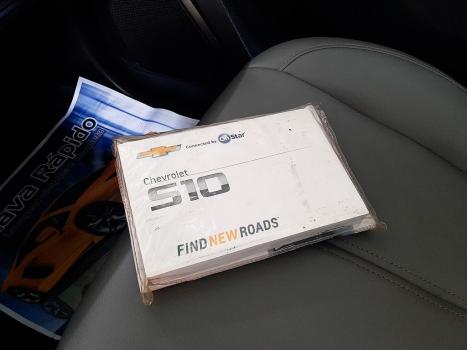 Connected by OnStar
Chevrolet
S10
FIND NEW ROADS
Lava Rápido